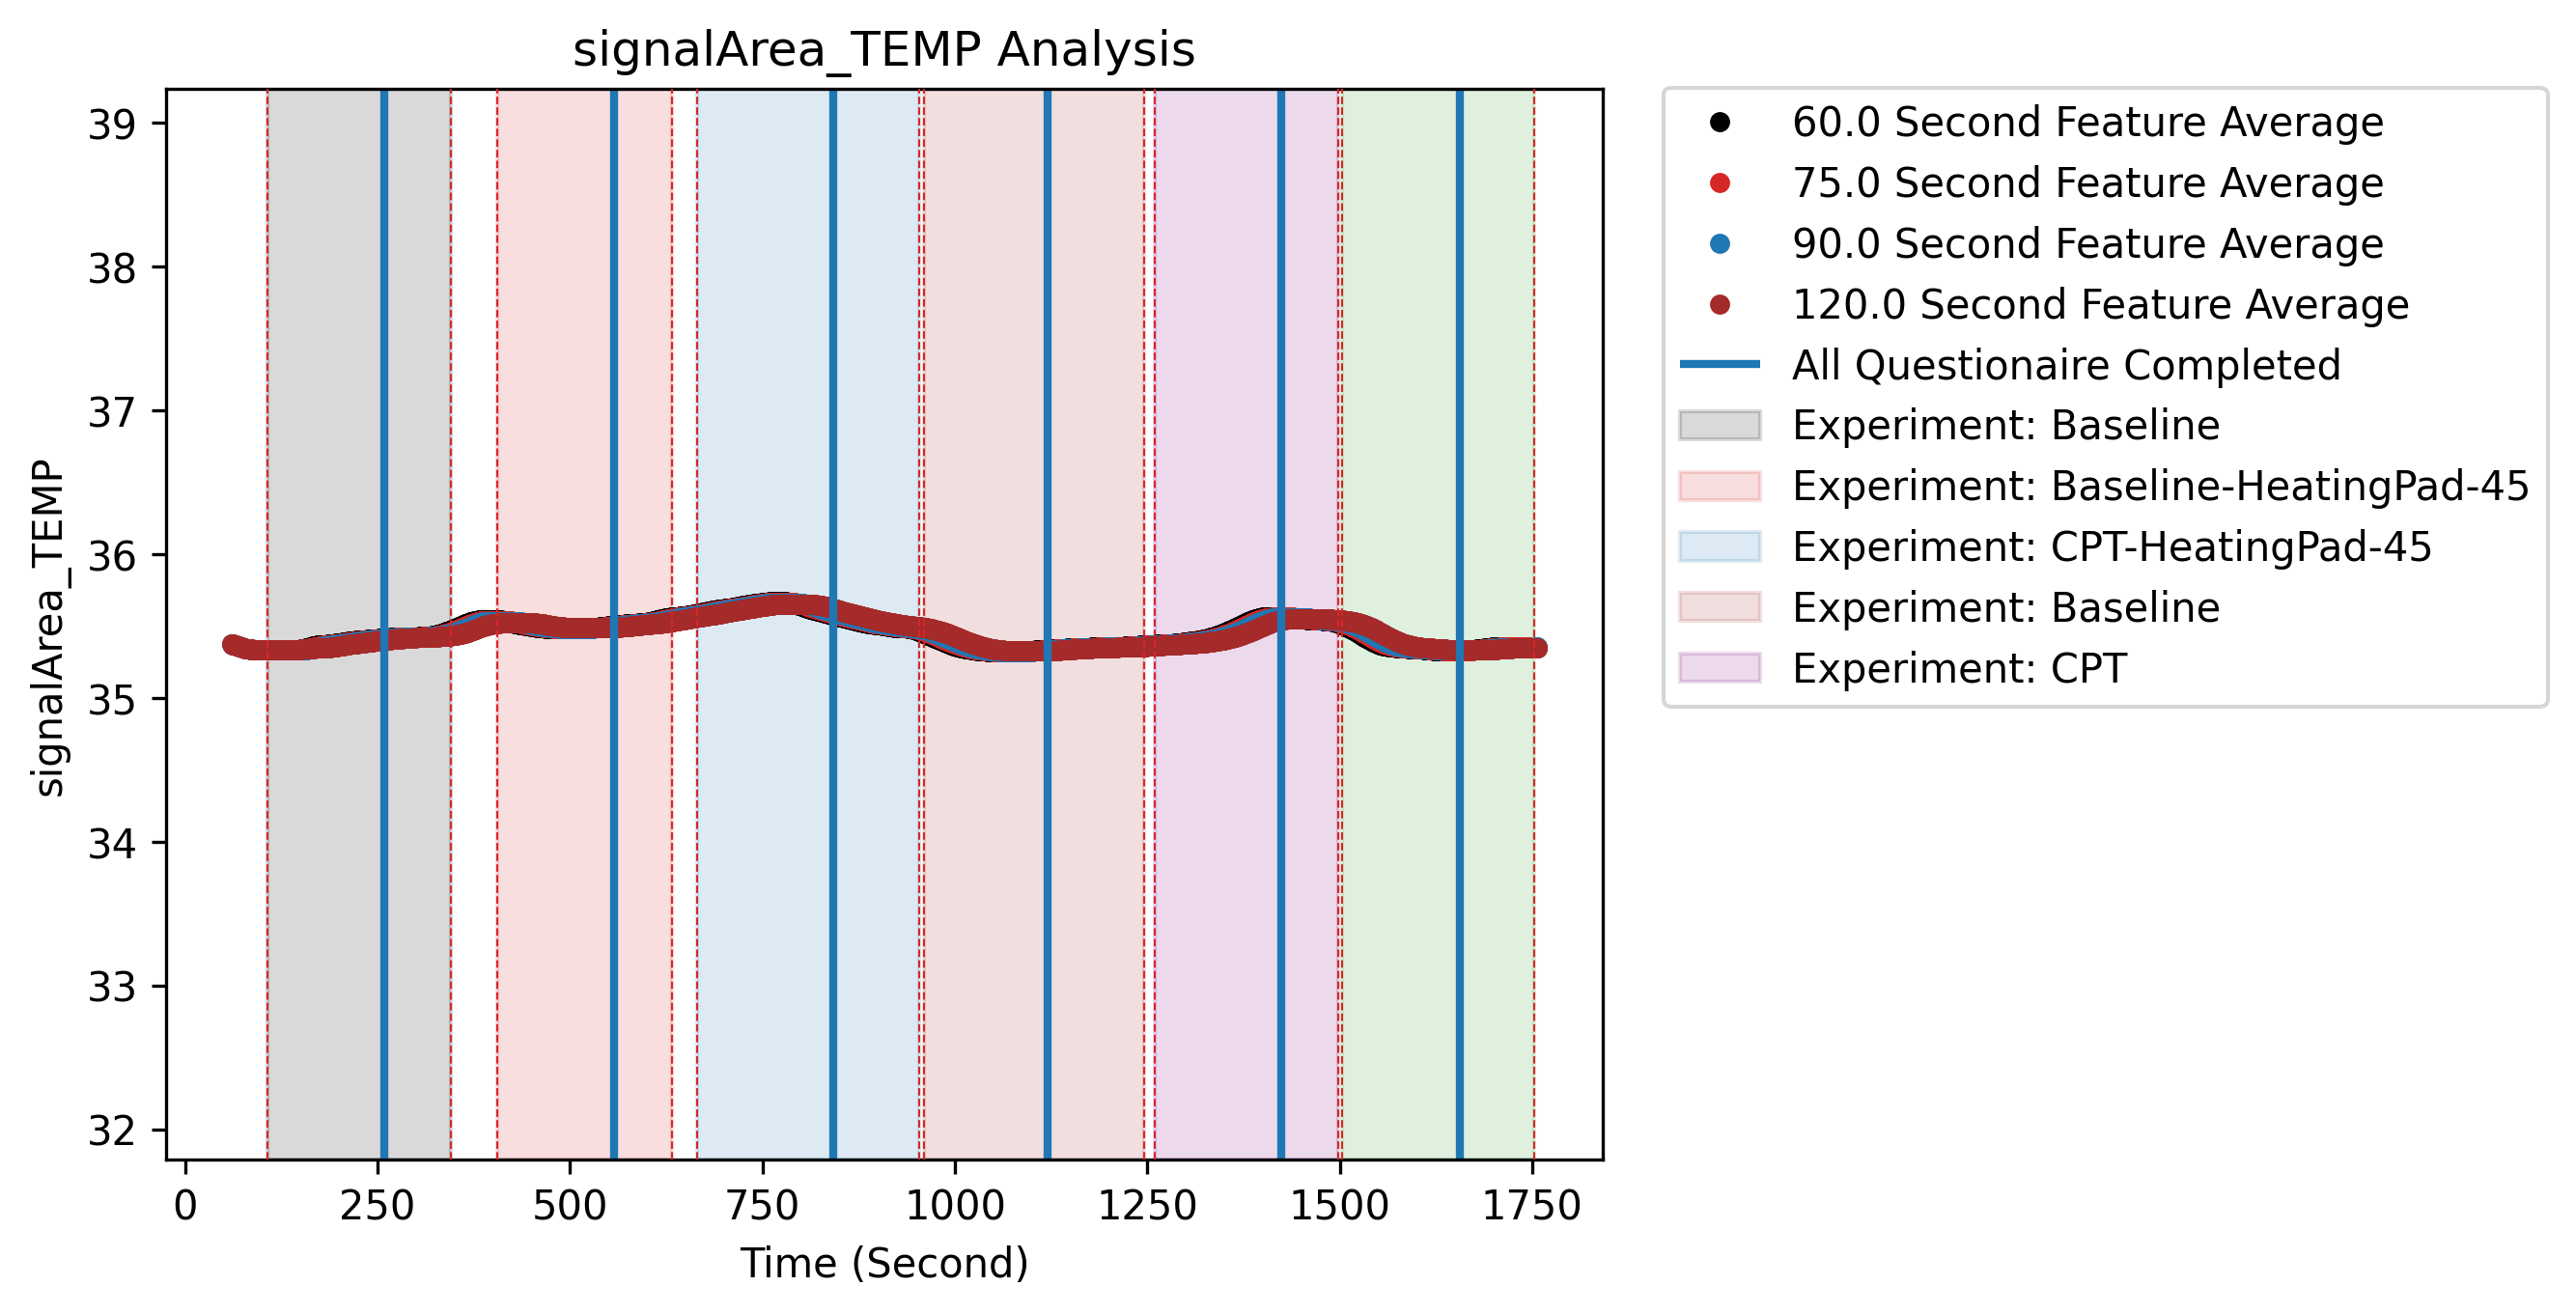 signalArea_TEMP Analysis
39
38
37
36
35
34
33
32
signalArea_TEMP
0
250
500
750
1000
1250
1500
1750
Time (Second)
60.0 Second Feature Average
75.0 Second Feature Average
90.0 Second Feature Average
120.0 Second Feature Average
All Questionaire Completed
Experiment: Baseline
Experiment: Baseline-HeatingPad-45
Experiment: CPT-HeatingPad-45
Experiment: Baseline
Experiment: CPT